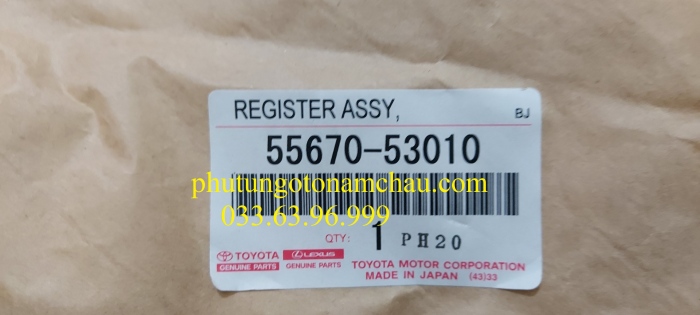 REGISTER ASSY,
BJ
55670-53010
phutungotonamchau.com
033.63.96.999
QTY: 1 PH20
TOYOTA LEXUS
GENUINE PARTS GENUINE PARTS
TOYOTA MOTOR CORPORATION
MADE IN JAPAN (43)33